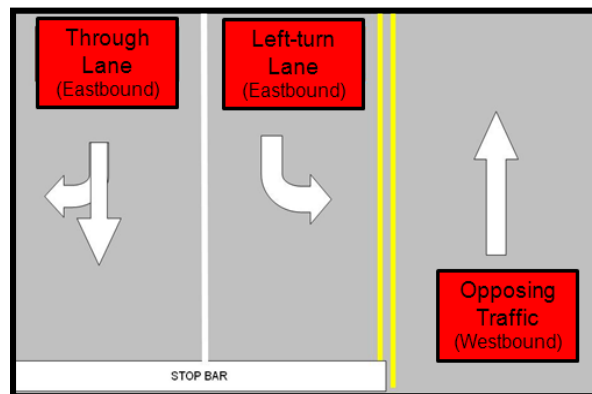 Through
Lane
(Eastbound)
Left-turn
Lane
(Eastbound)
Opposing
Traffic
(Westbound)
STOP BAR